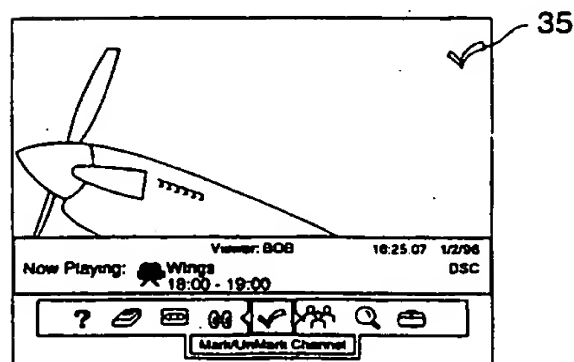 35
Viewer: BOB 16:25.07 1/2/96
Now Playing: Wings DSC
18:00 - 19:00
?
Mark/UnMark Channel